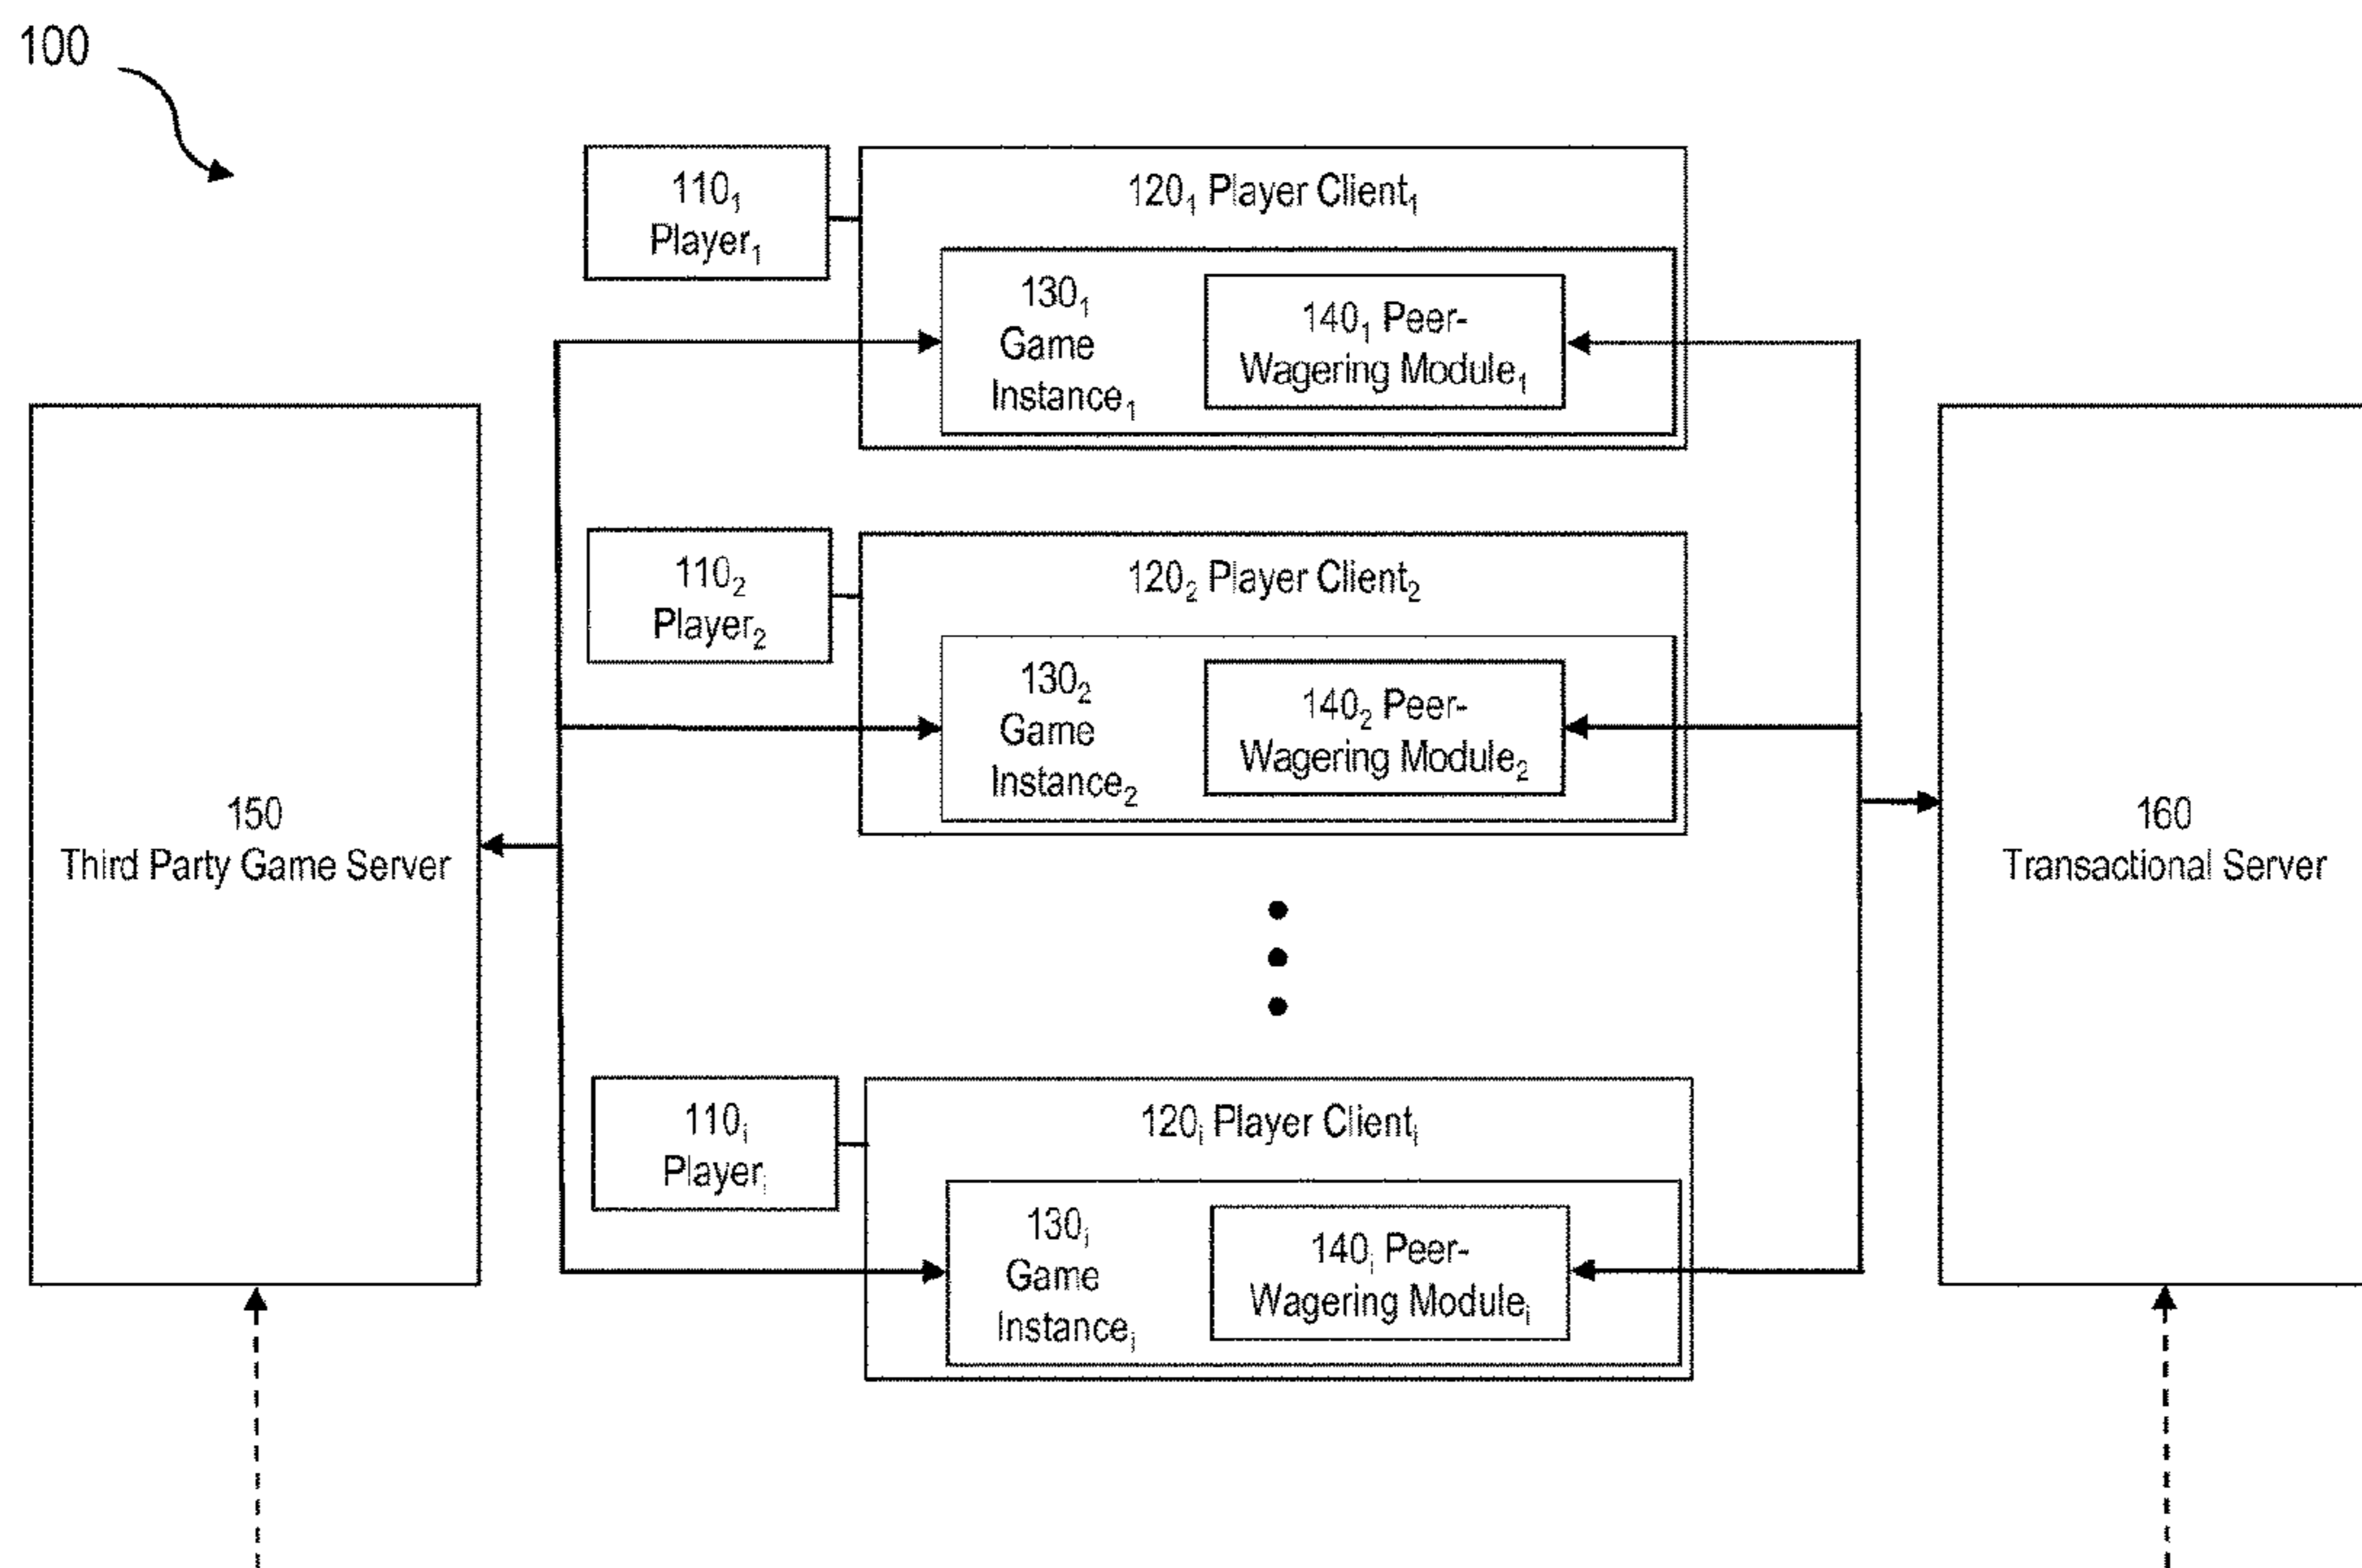 100
110₁
Player₁
120₁ Player Client₁
130₁
Game
Instance₁
140₁ Peer-
Wagering Module₁
110₂
Player₂
120₂ Player Client₂
130₂
Game
Instance₂
140₂ Peer-
Wagering Module₂
150
Third Party Game Server
160
Transactional Server
110ᵢ
Playerᵢ
120ᵢ Player Clientᵢ
130ᵢ
Game
Instanceᵢ
140ᵢ Peer-
Wagering Moduleᵢ